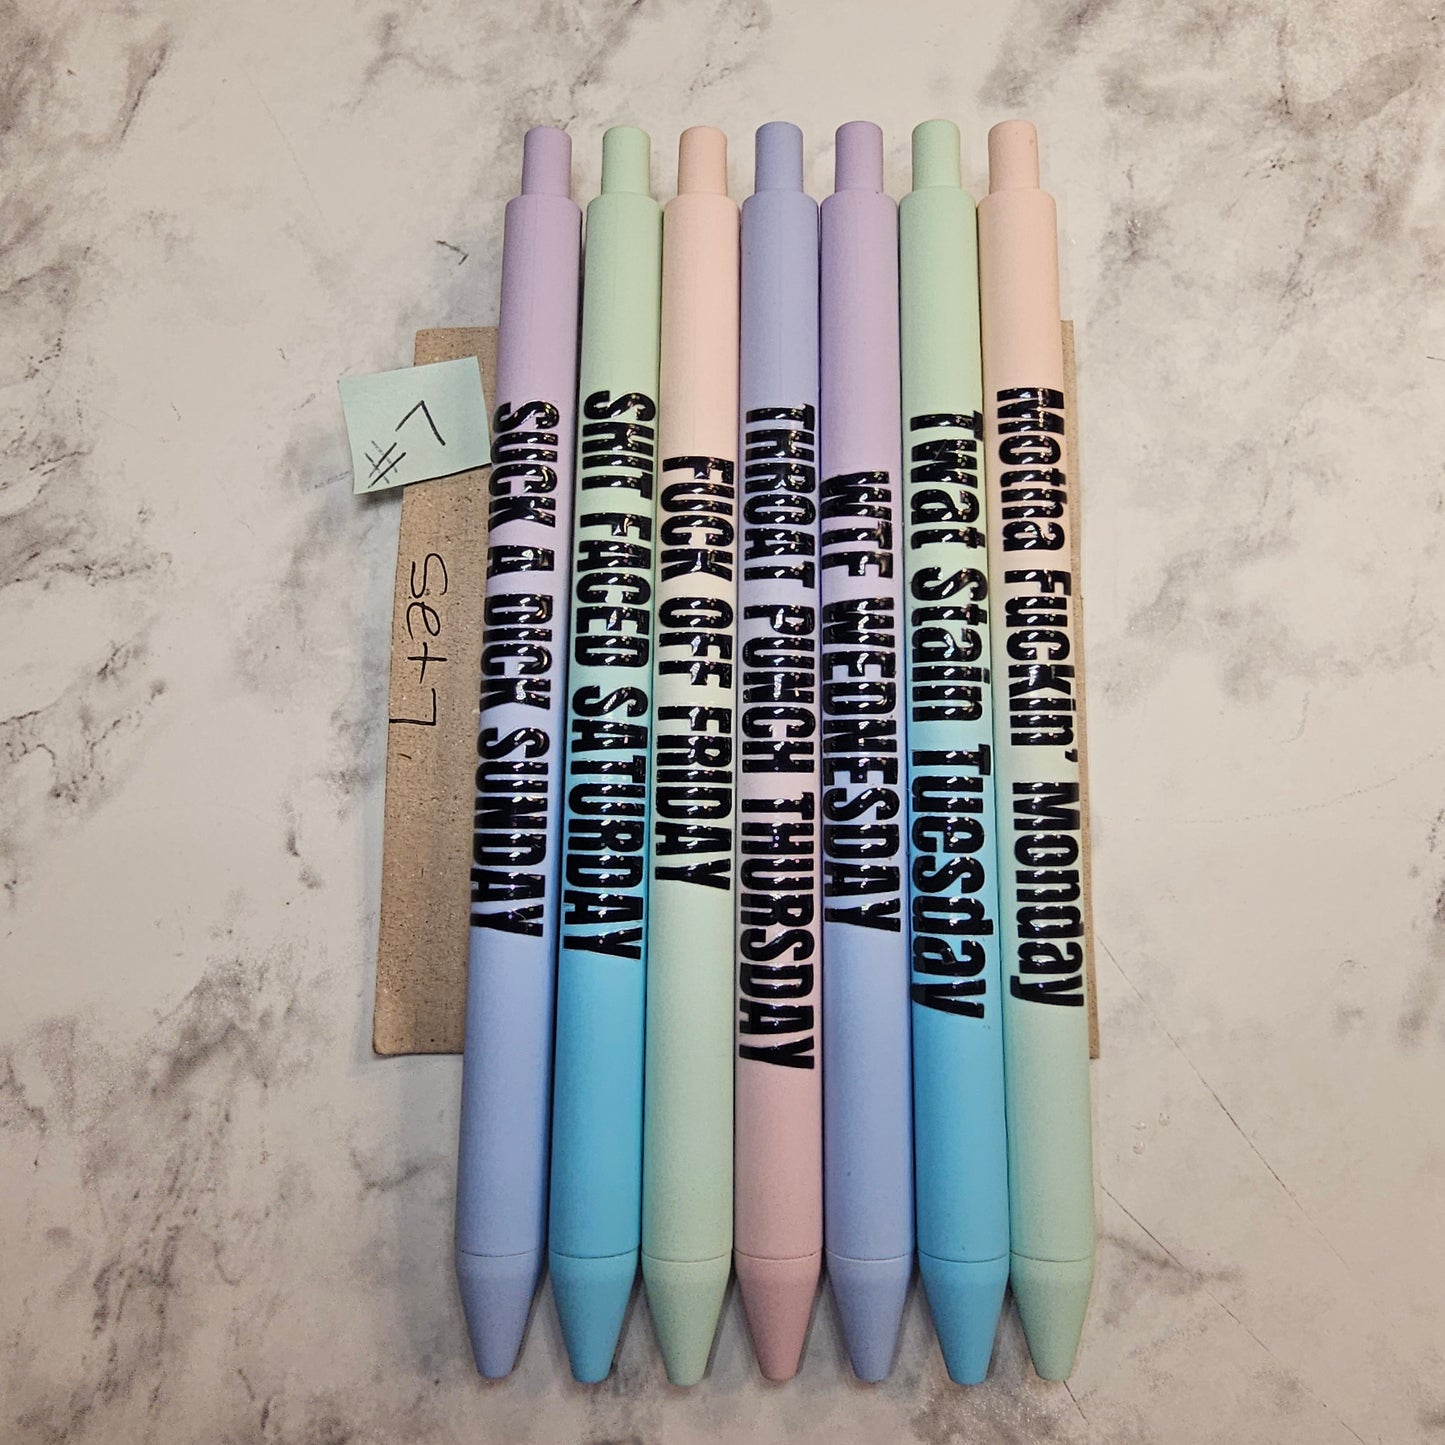 #7
Set 7
SUCK A DICK SUNDAY
SHIT FACED SATURDAY
FUCK OFF FRIDAY
THROAT PUNCH THURSDAY
WTF WEDNESDAY
Twat Stain Tuesday
Motha Fuckin' Monday